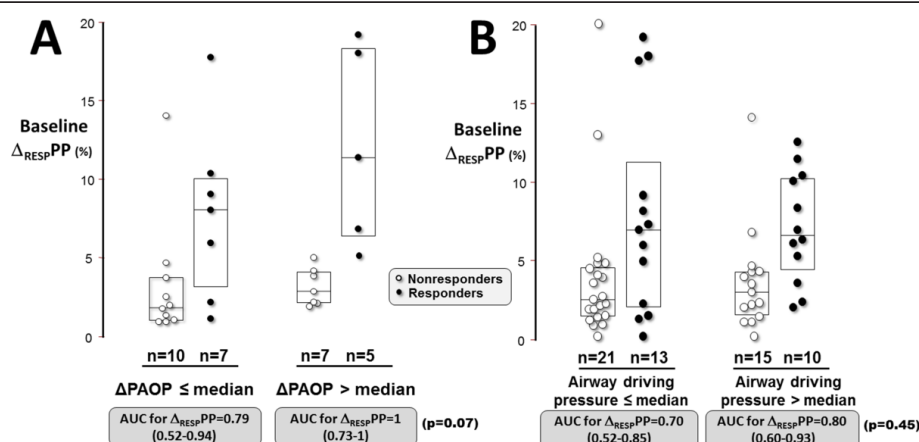 A
20
15
10
5
0
Baseline
ΔRESPPP (%)
n=10 n=7
n=7 n=5
ΔPAOP ≤ median
ΔPAOP > median
AUC for ΔRESPPP=0.79
(0.52-0.94)
AUC for ΔRESPPP=1
(0.73-1)
(p=0.07)
Nonresponders
Responders
B
20
15
10
5
0
Baseline
ΔRESPPP (%)
n=21 n=13
n=15 n=10
Airway driving
pressure ≤ median
Airway driving
pressure > median
AUC for ΔRESPPP=0.70
(0.52-0.85)
AUC for ΔRESPPP=0.80
(0.60-0.93)
(p=0.45)